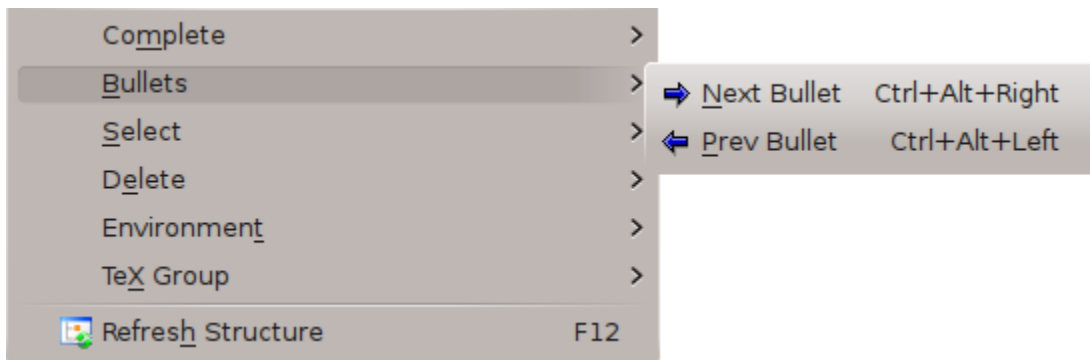 Complete
Bullets
Next Bullet Ctrl+Alt+Right
Prev Bullet Ctrl+Alt+Left
Select
Delete
Environment
TeX Group
Refresh Structure F12